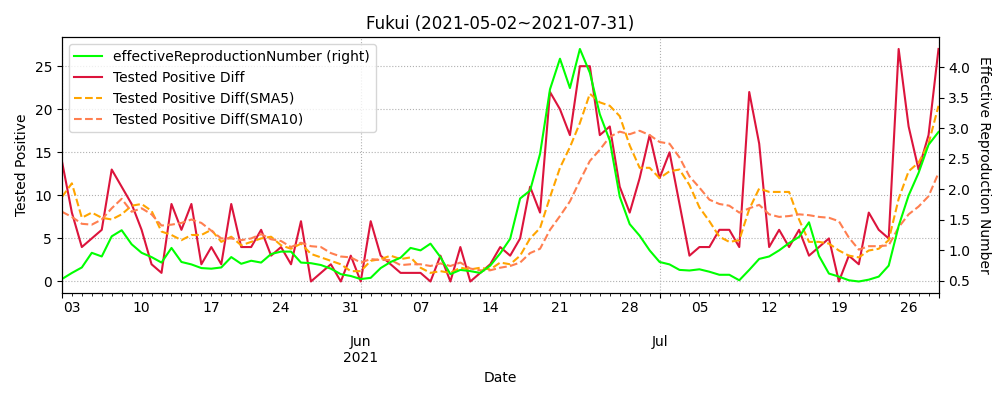 Fukui (2021-05-02~2021-07-31)
effectiveReproductionNumber (right)
Tested Positive Diff
Tested Positive Diff(SMA5)
Tested Positive Diff(SMA10)
Tested Positive
25
20
15
10
5
0
4.0
3.5
3.0
2.5
2.0
1.5
1.0
0.5
Effective Reproduction Number
03 10 17 24 31 07 14 21 28 05 12 19 26
Jun Jul
2021
Date